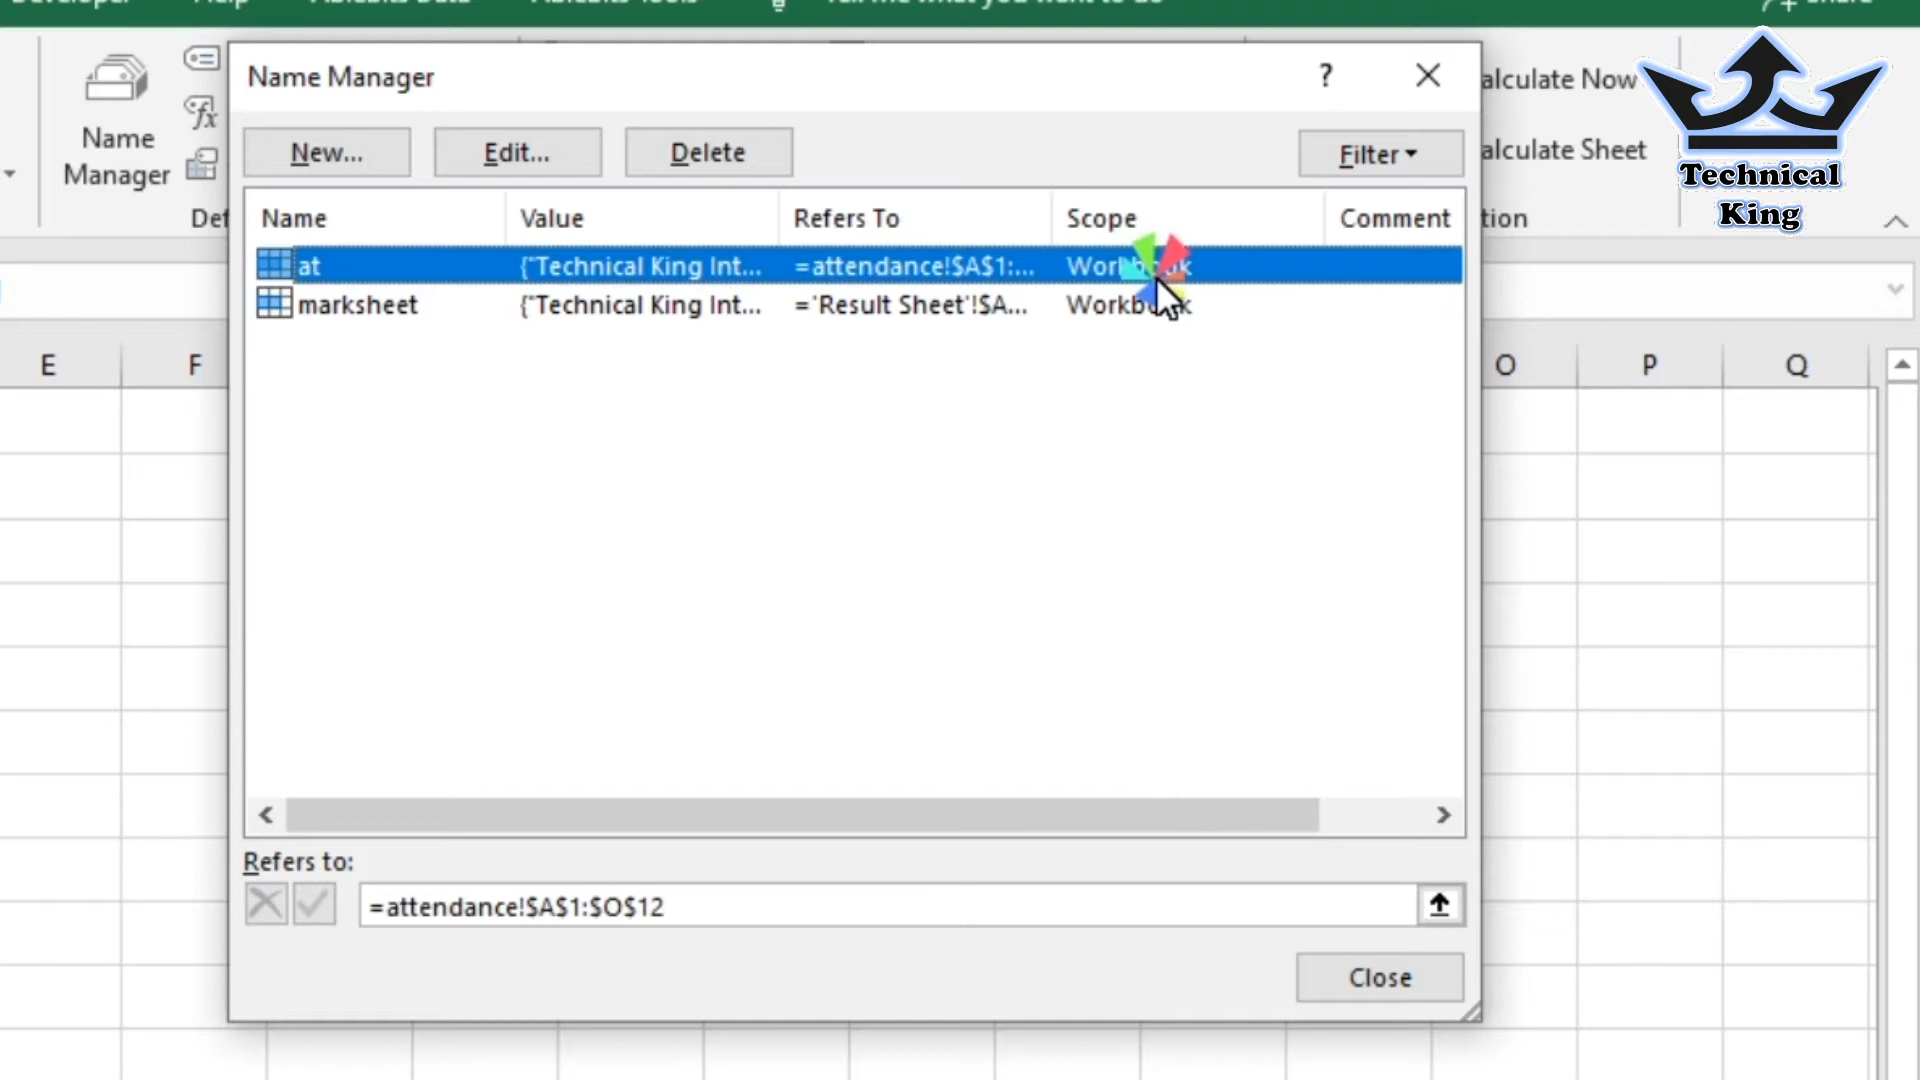 Name Manager
New...
Edit...
Delete
Filter
Name
Value
Refers To
Scope
Comment
at
{"Technical King Int...
=attendance!$A$1:...
Workbook
marksheet
{"Technical King Int...
='Result Sheet'!$A...
Workbook
Refers to:
=attendance!$A$1:$O$12
Close
Name
Manager
alculate Now
alculate Sheet
Technical
King
E
F
O
P
Q